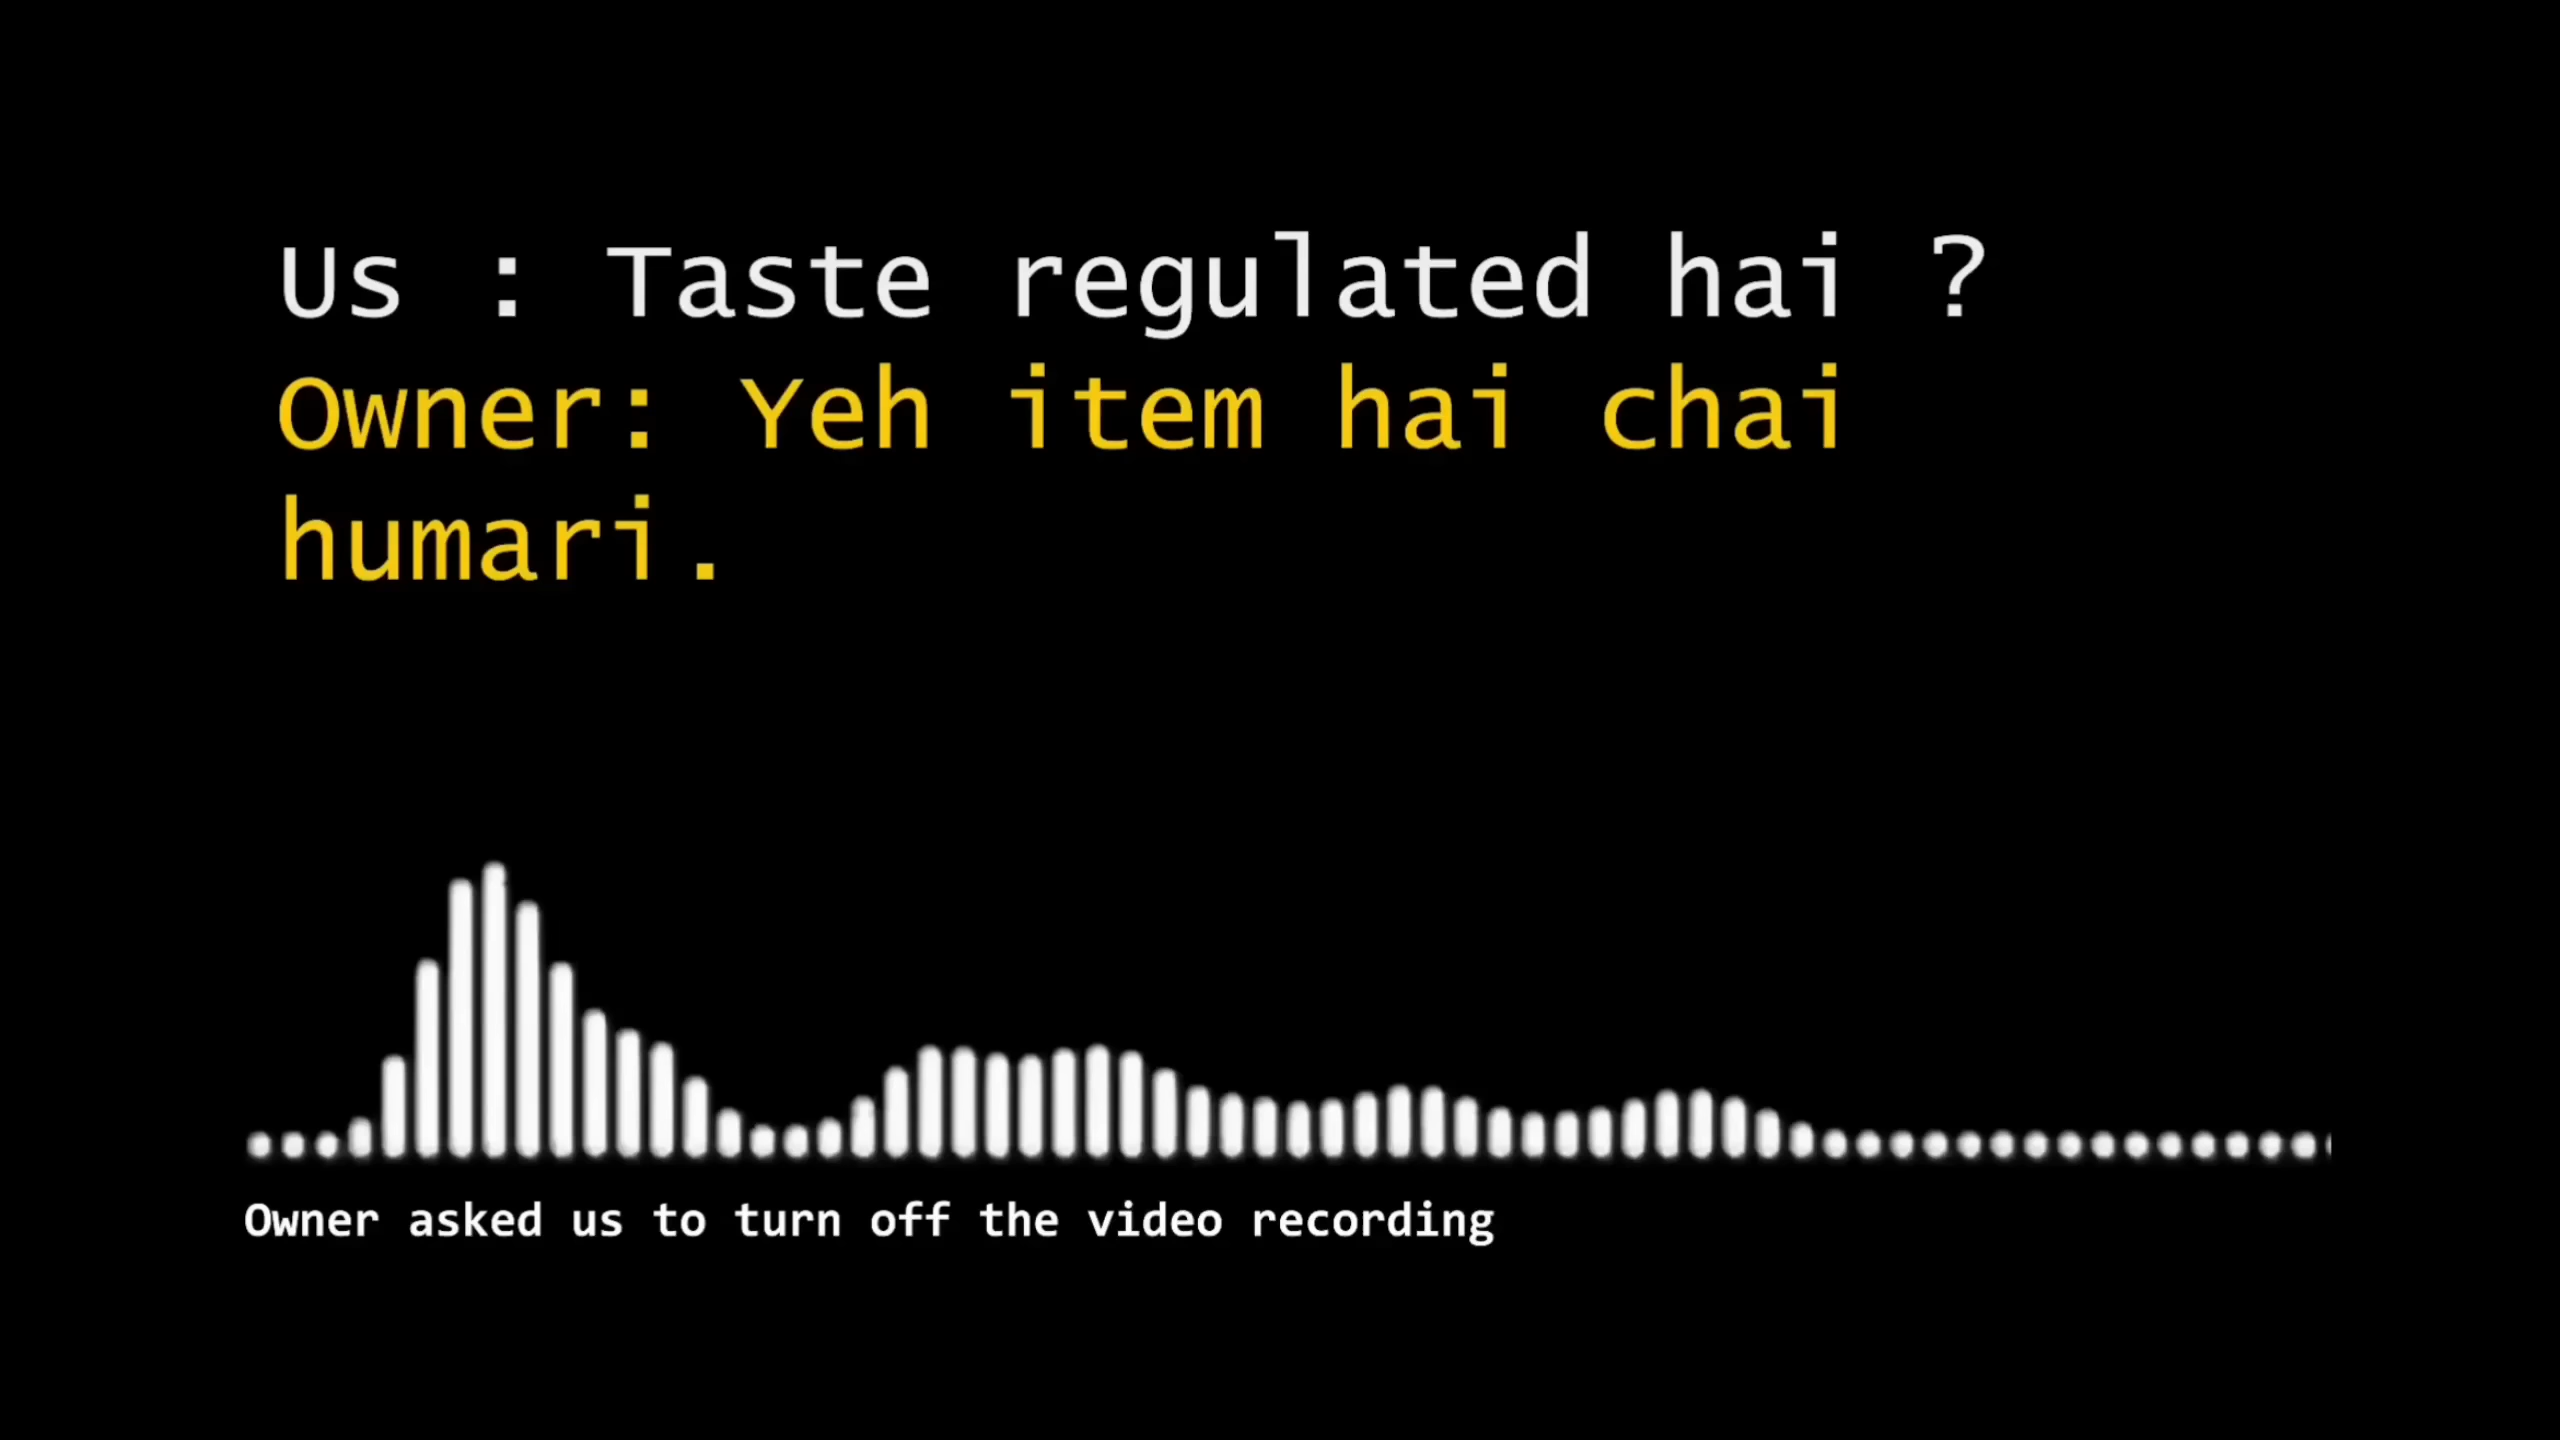 Us : Taste regulated hai ?
Owner: Yeh item hai chai
humari.
Owner asked us to turn off the video recording